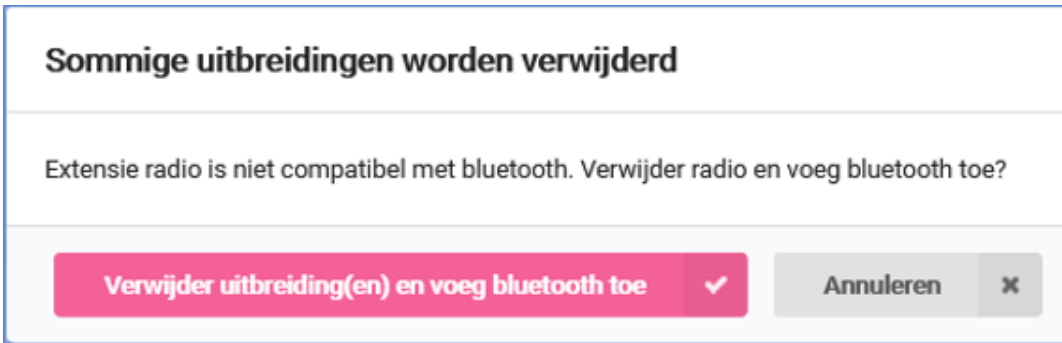 Sommige uitbreidingen worden verwijderd
Extensie radio is niet compatibel met bluetooth. Verwijder radio en voeg bluetooth toe?
Verwijder uitbreiding(en) en voeg bluetooth toe
Annuleren